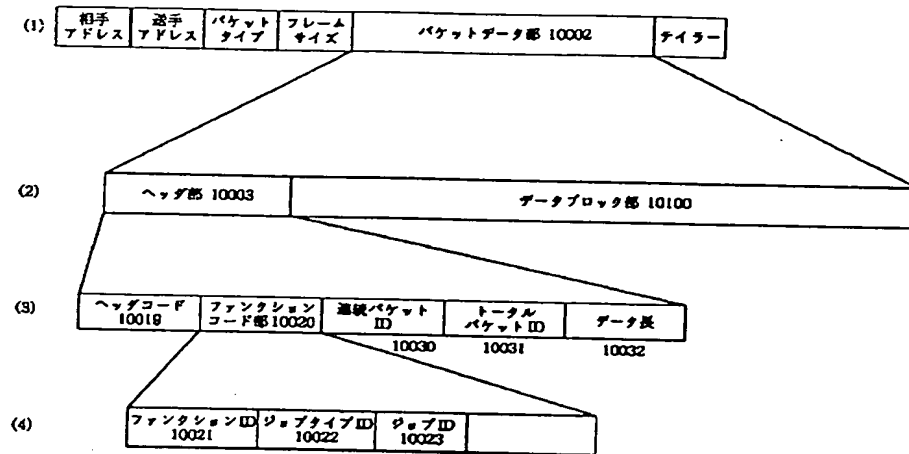 (1)
相手
アドレス
送手
アドレス
パケット
タイプ
フレーム
サイズ
パケットデータ部 10002
テイラー
(2)
ヘッダ部 10003
データブロック部 10100
(3)
ヘッダコード
10019
ファンクション
コード部 10020
連続パケット
ID
トータル
パケットID
データ長
10030
10031
10032
(4)
ファンクションID
10021
ジョブタイプID
10022
ジョブID
10023